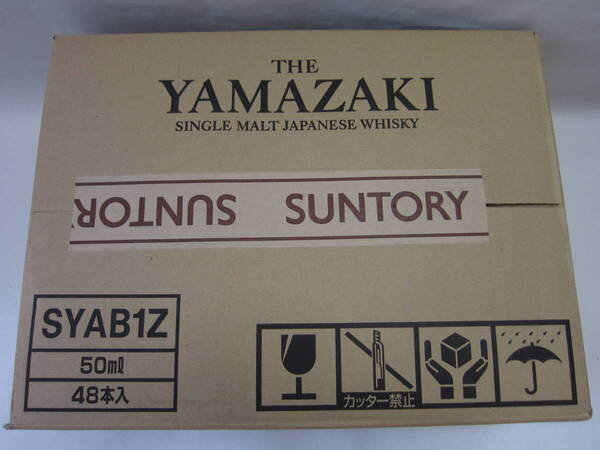 THE
YAMAZAKI
SINGLE MALT JAPANESE WHISKY
SUNTORY SUNTORY
SYAB1Z
50ml
48本入
カッター禁止